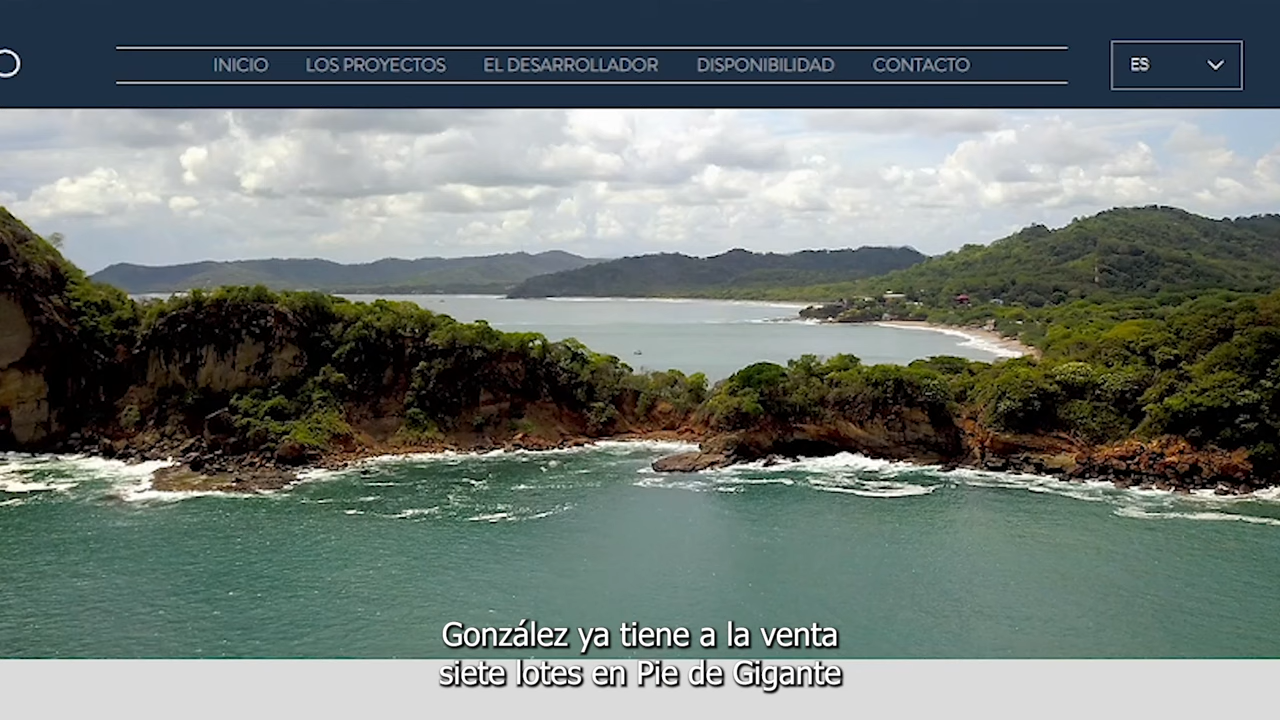 INICIO LOS PROYECTOS EL DESARROLLADOR DISPONIBILIDAD CONTACTO ES
González ya tiene a la venta
siete lotes en Pie de Gigante